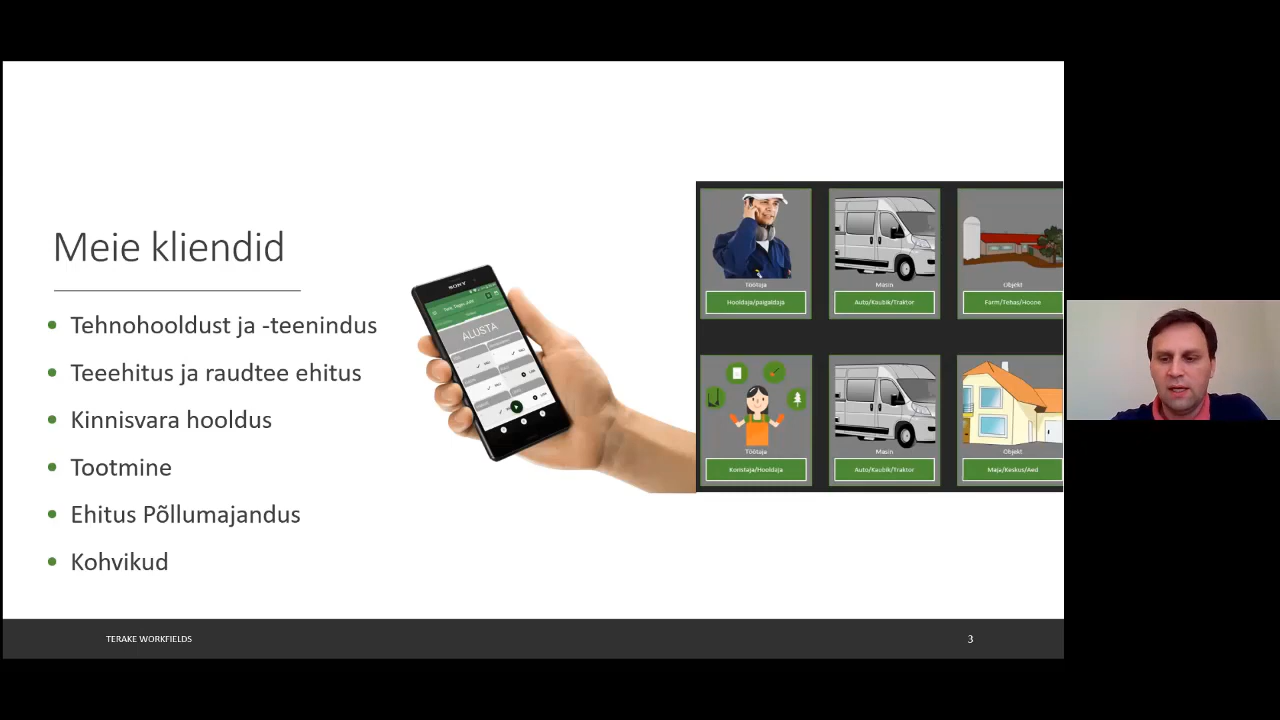 Meie kliendid
Tehnohooldust ja -teenindus
Teeehitus ja raudtee ehitus
Kinnisvara hooldus
Tootmine
Ehitus Põllumajandus
Kohvikud
SONY
ALUSTA
Töötaja
Masin
Objekt
Hooldaja/paigaldaja
Auto/Kaubik/Traktor
Farm/Tehas/Hoone
Töötaja
Masin
Objekt
Koristaja/Hooldaja
Auto/Kaubik/Traktor
Maja/Keskus/Aed
TERAKE WORKFIELDS
3